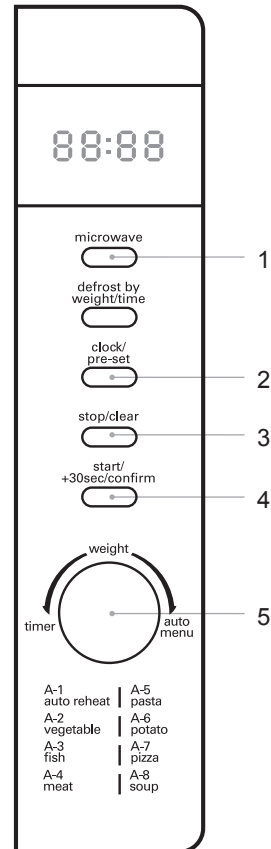 88:88
microwave
1
defrost by
weight/time
clock/
pre-set
2
stop/clear
3
start/
+30sec/confirm
4
weight
timer
auto
menu
5
A-1
auto reheat
A-2
vegetable
A-3
fish
A-4
meat
A-5
pasta
A-6
potato
A-7
pizza
A-8
soup